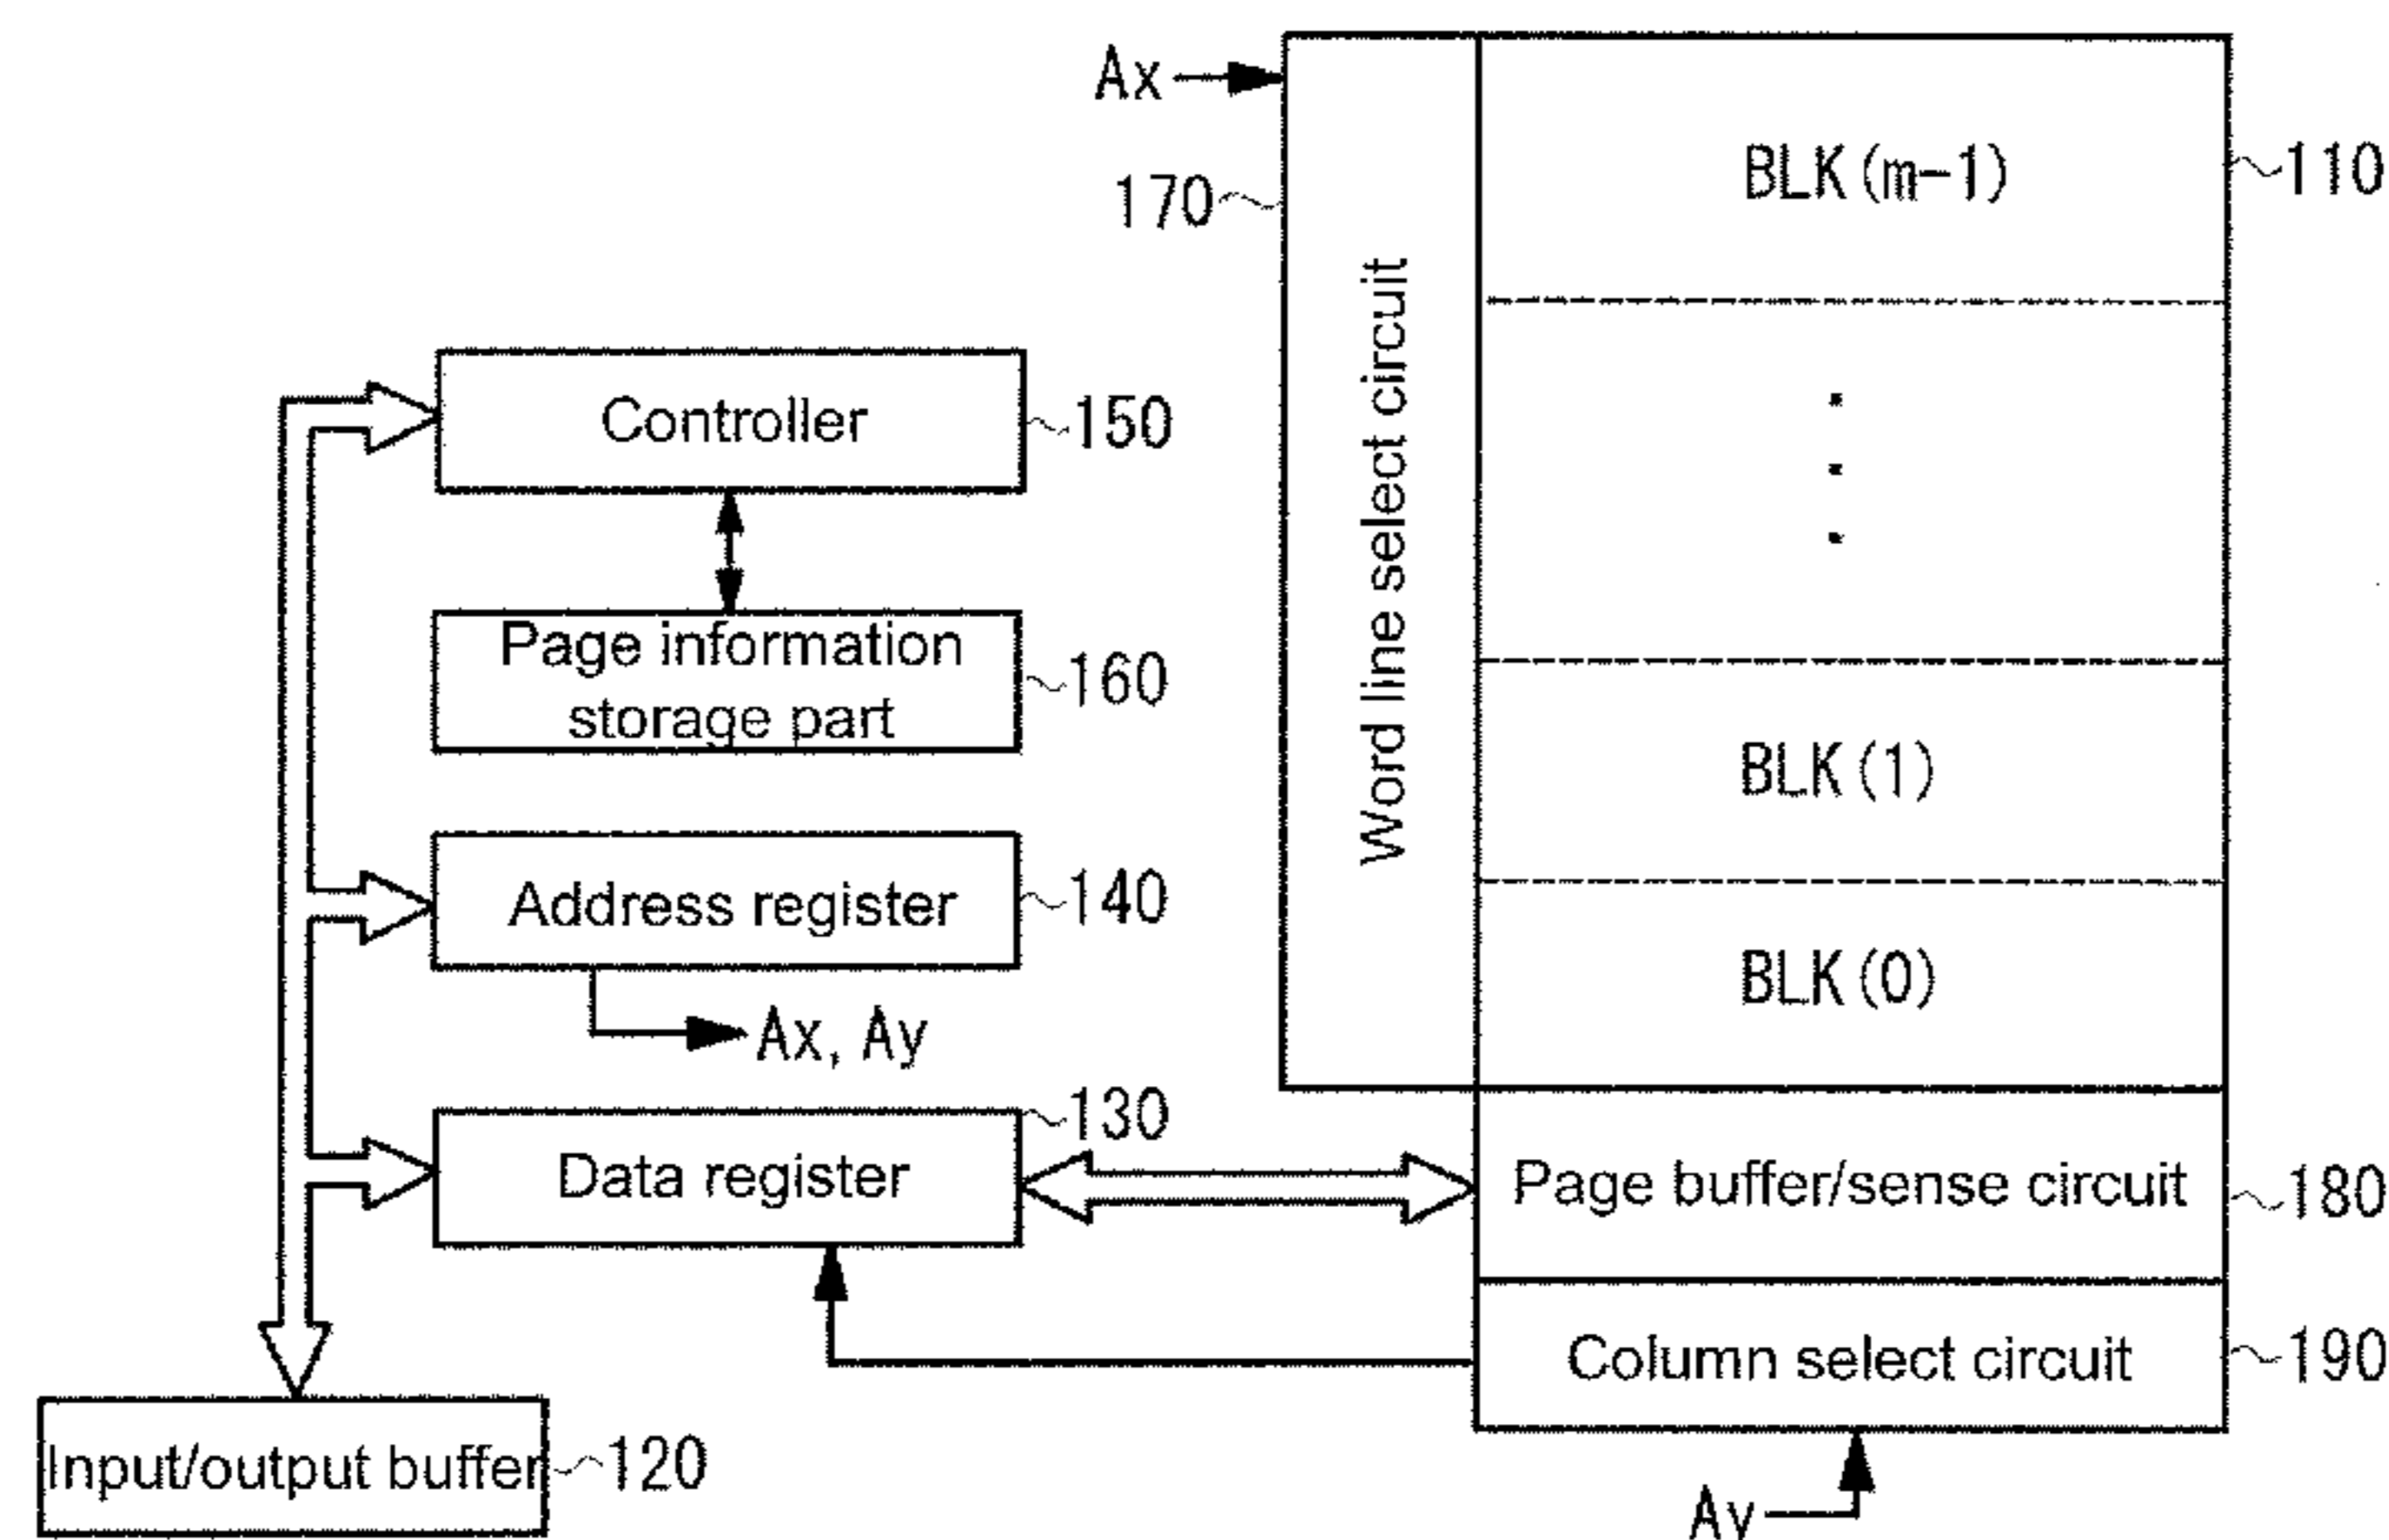 Ax
170
Word line select circuit
BLK(m-1)
110
Controller
150
Page information
storage part
160
BLK(1)
Address register
140
BLK(0)
Ax, Ay
130
Data register
Page buffer/sense circuit
180
Column select circuit
190
Input/output buffer
120
Ay